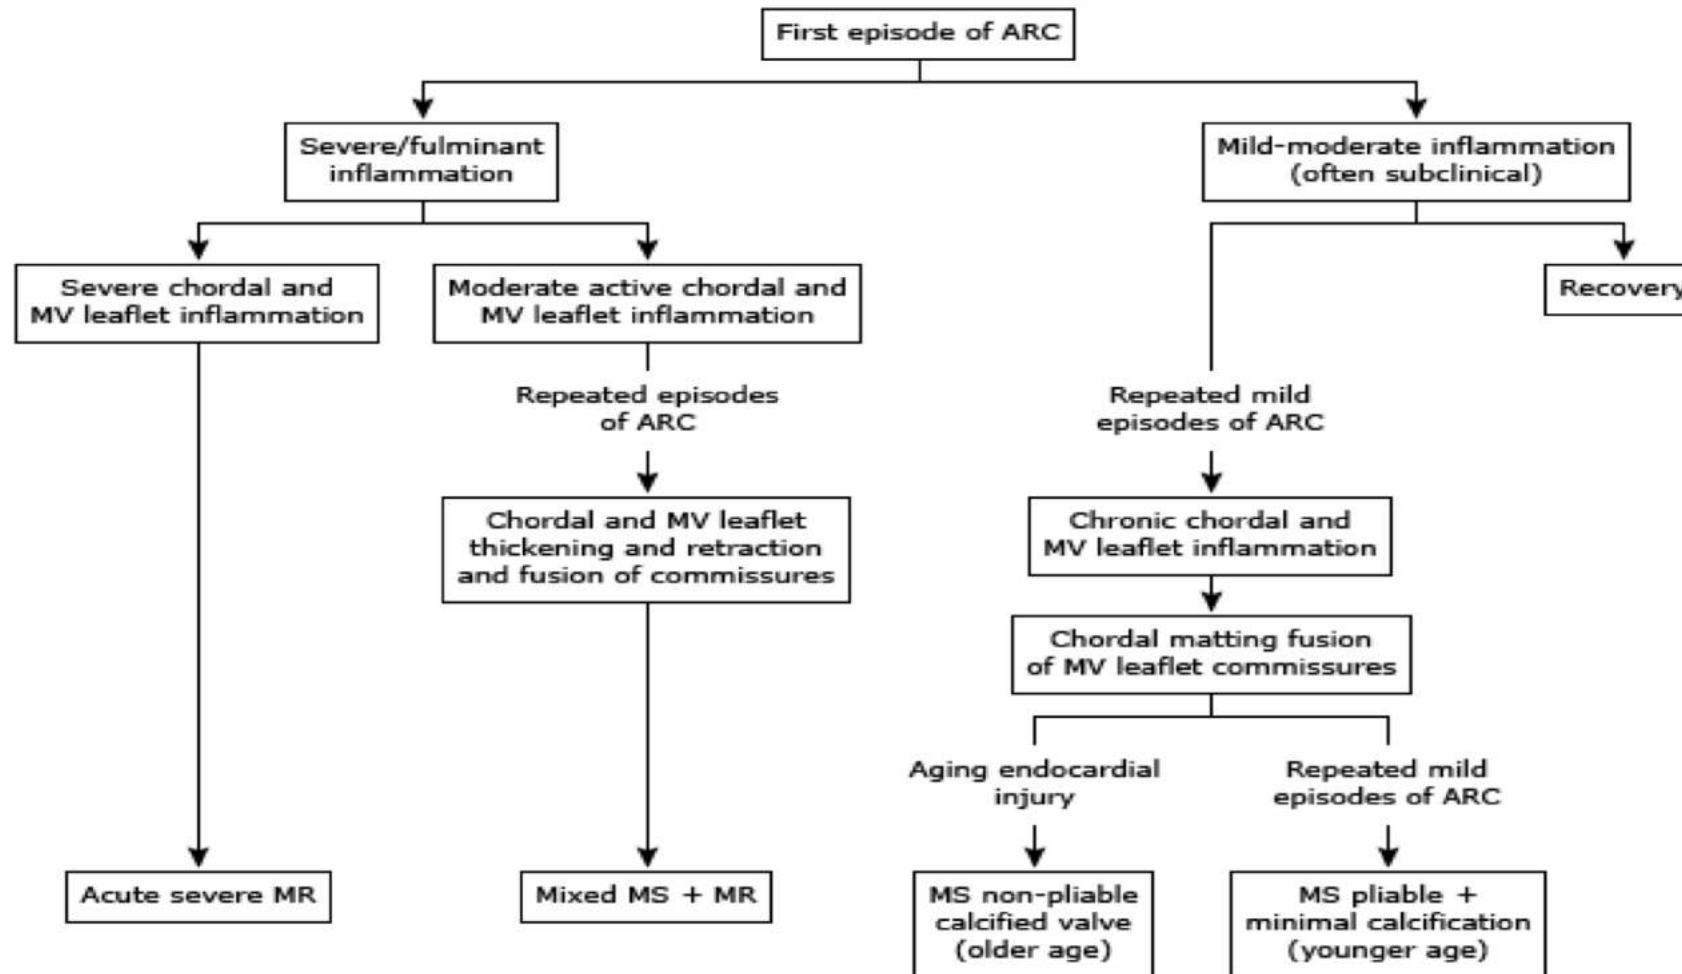 First episode of ARC
Severe/fulminant
inflammation
Mild-moderate inflammation
(often subclinical)
Severe chordal and
MV leaflet inflammation
Moderate active chordal and
MV leaflet inflammation
Recovery
Repeated episodes
of ARC
Repeated mild
episodes of ARC
Chordal and MV leaflet
thickening and retraction
and fusion of commissures
Chronic chordal and
MV leaflet inflammation
Chordal matting fusion
of MV leaflet commissures
Aging endocardial
injury
Repeated mild
episodes of ARC
Acute severe MR
Mixed MS + MR
MS non-pliable
calcified valve
(older age)
MS pliable +
minimal calcification
(younger age)